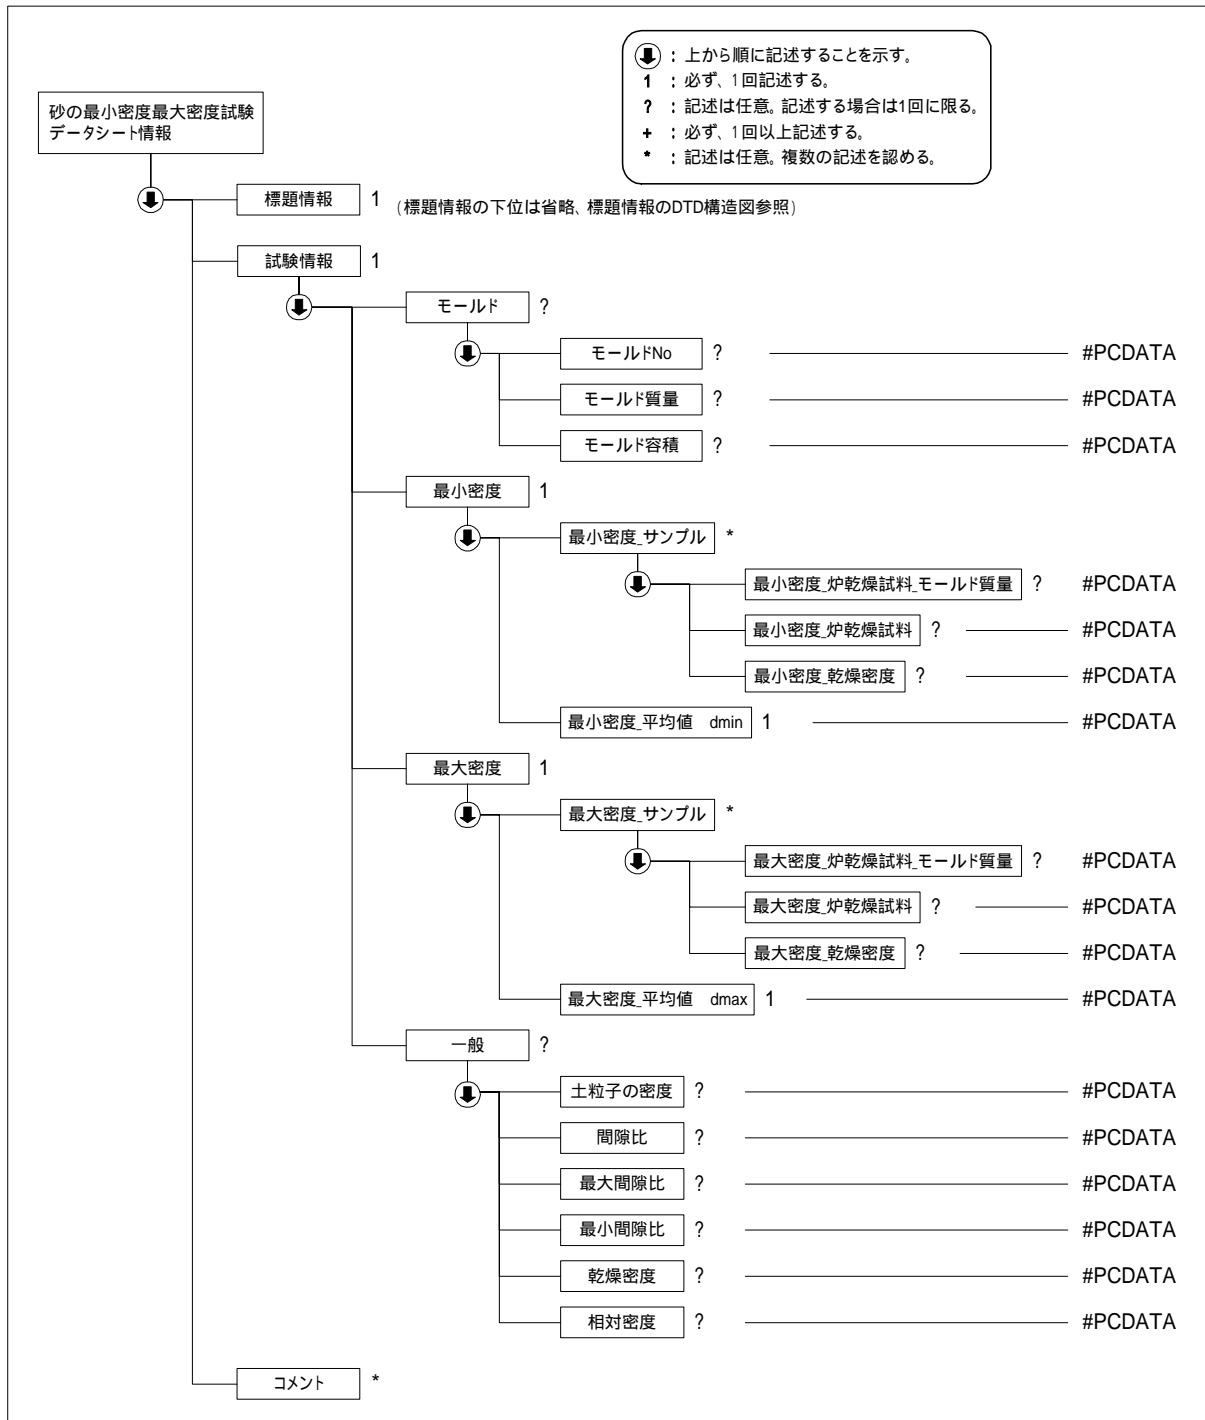 ： 上から順に記述することを示す。
1 ： 必ず、1回記述する。
? ： 記述は任意。記述する場合は1回に限る。
+ ： 必ず、1回以上記述する。
* ： 記述は任意。複数の記述を認める。
砂の最小密度最大密度試験
データシート情報
標題情報 1 (標題情報の下位は省略、標題情報のDTD構造図参照)
試験情報 1
モールド ?
モールドNo ? #PCDATA
モールド質量 ? #PCDATA
モールド容積 ? #PCDATA
最小密度 1
最小密度_サンプル *
最小密度_炉乾燥試料_モールド質量 ? #PCDATA
最小密度_炉乾燥試料 ? #PCDATA
最小密度_乾燥密度 ? #PCDATA
最小密度_平均値 dmin 1 #PCDATA
最大密度 1
最大密度_サンプル *
最大密度_炉乾燥試料_モールド質量 ? #PCDATA
最大密度_炉乾燥試料 ? #PCDATA
最大密度_乾燥密度 ? #PCDATA
最大密度_平均値 dmax 1 #PCDATA
一般 ?
土粒子の密度 ? #PCDATA
間隙比 ? #PCDATA
最大間隙比 ? #PCDATA
最小間隙比 ? #PCDATA
乾燥密度 ? #PCDATA
相対密度 ? #PCDATA
コメント *